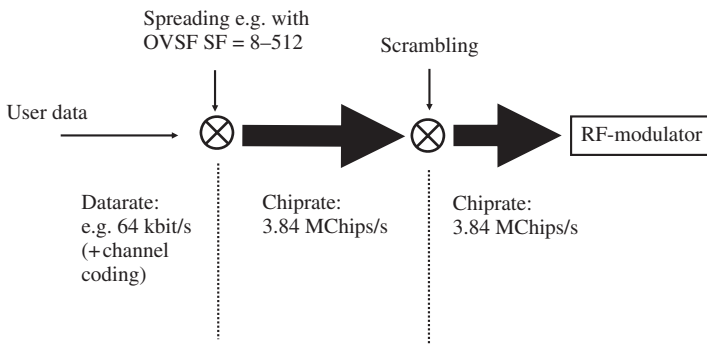 Spreading e.g. with
OVSF SF = 8–512
Scrambling
User data
RF-modulator
Datarate:
e.g. 64 kbit/s
(+channel
coding)
Chiprate:
3.84 MChips/s
Chiprate:
3.84 MChips/s